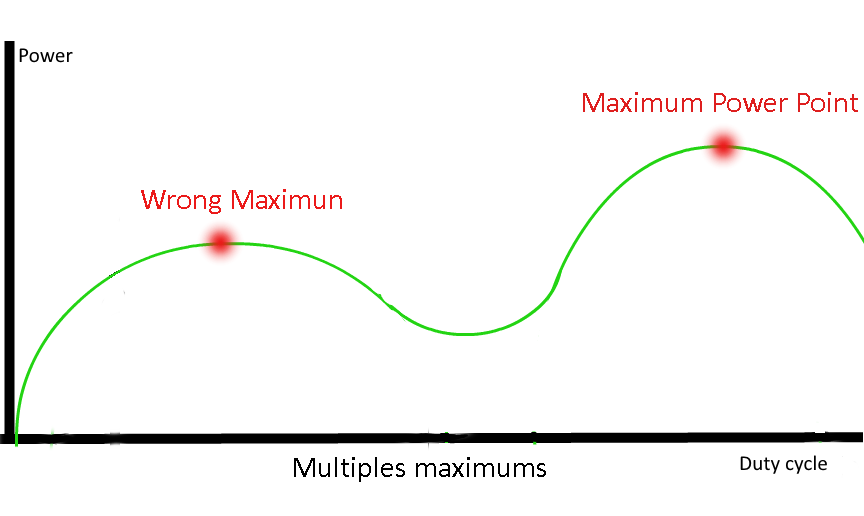 Power
Maximum Power Point
Wrong Maximun
Multiples maximums
Duty cycle